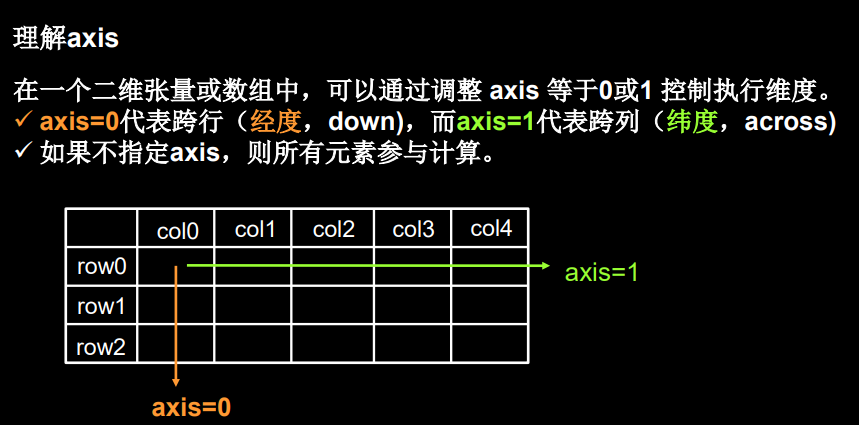 理解axis
在一个二维张量或数组中，可以通过调整 axis 等于0或1 控制执行维度。
✓ axis=0代表跨行（经度，down)，而axis=1代表跨列（纬度，across)
✓ 如果不指定axis，则所有元素参与计算。
col0 col1 col2 col3 col4
row0
axis=1
row1
row2
axis=0